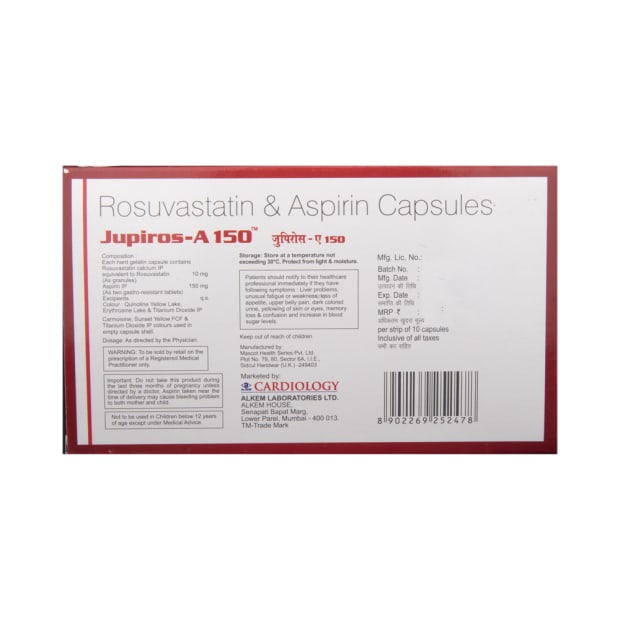 Rosuvastatin & Aspirin Capsules
Jupiros-A 150™ जुपिरोस - ए 150
Composition :
Each hard gelatin capsule contains
Rosuvastatin calcium IP
equivalent to Rosuvastatin 10 mg
(As granules)
Aspirin IP 150 mg
(As two gastro-resistant tablets)
Excipients q.s.
Colour : Quinoline Yellow Lake,
Erythrosine Lake & Titanium Dioxide IP
Carmoisine, Sunset Yellow FCF &
Titanium Dioxide IP colours used in
empty capsule shell.
Dosage: As directed by the Physician.
WARNING: To be sold by retail on the
prescription of a Registered Medical
Practitioner only.
Important: Do not take this product during
the last three months of pregnancy unless
directed by a doctor, Aspirin taken near the
time of delivery may cause bleeding problem
to both mother and child.
Not to be used in Children below 12 years
of age except under Medical Advice.
Storage: Store at a temperature not
exceeding 30°C. Protect from light & moisture.
Patients should notify to their healthcare
professional immediately if they have
following symptoms : Liver problems,
unusual fatigue or weakness, loss of
appetite, upper belly pain, dark colored
urine, yellowing of skin or eyes, memory
loss & confusion and increase in blood
sugar levels.
Keep out of reach of children.
Manufactured by:
Mascot Health Series Pvt. Ltd.
Plot No. 79, 80, Sector 6A, I.I.E.,
Sidcul Haridwar (U.K.) -249403
Marketed by:
CARDIOLOGY
ALKEM LABORATORIES LTD.
ALKEM HOUSE,
Senapati Bapat Marg,
Lower Parel, Mumbai - 400 013.
TM-Trade Mark
Mfg. Lic. No.:
Batch No. :
Mfg. Date :
उत्पादन की तिथि
Exp. Date :
समाप्ति की तिथि
MRP ₹ :
अधिकतम खुदरा मूल्य
per strip of 10 capsules
Inclusive of all taxes
सभी कर सहित
8 902269 252478